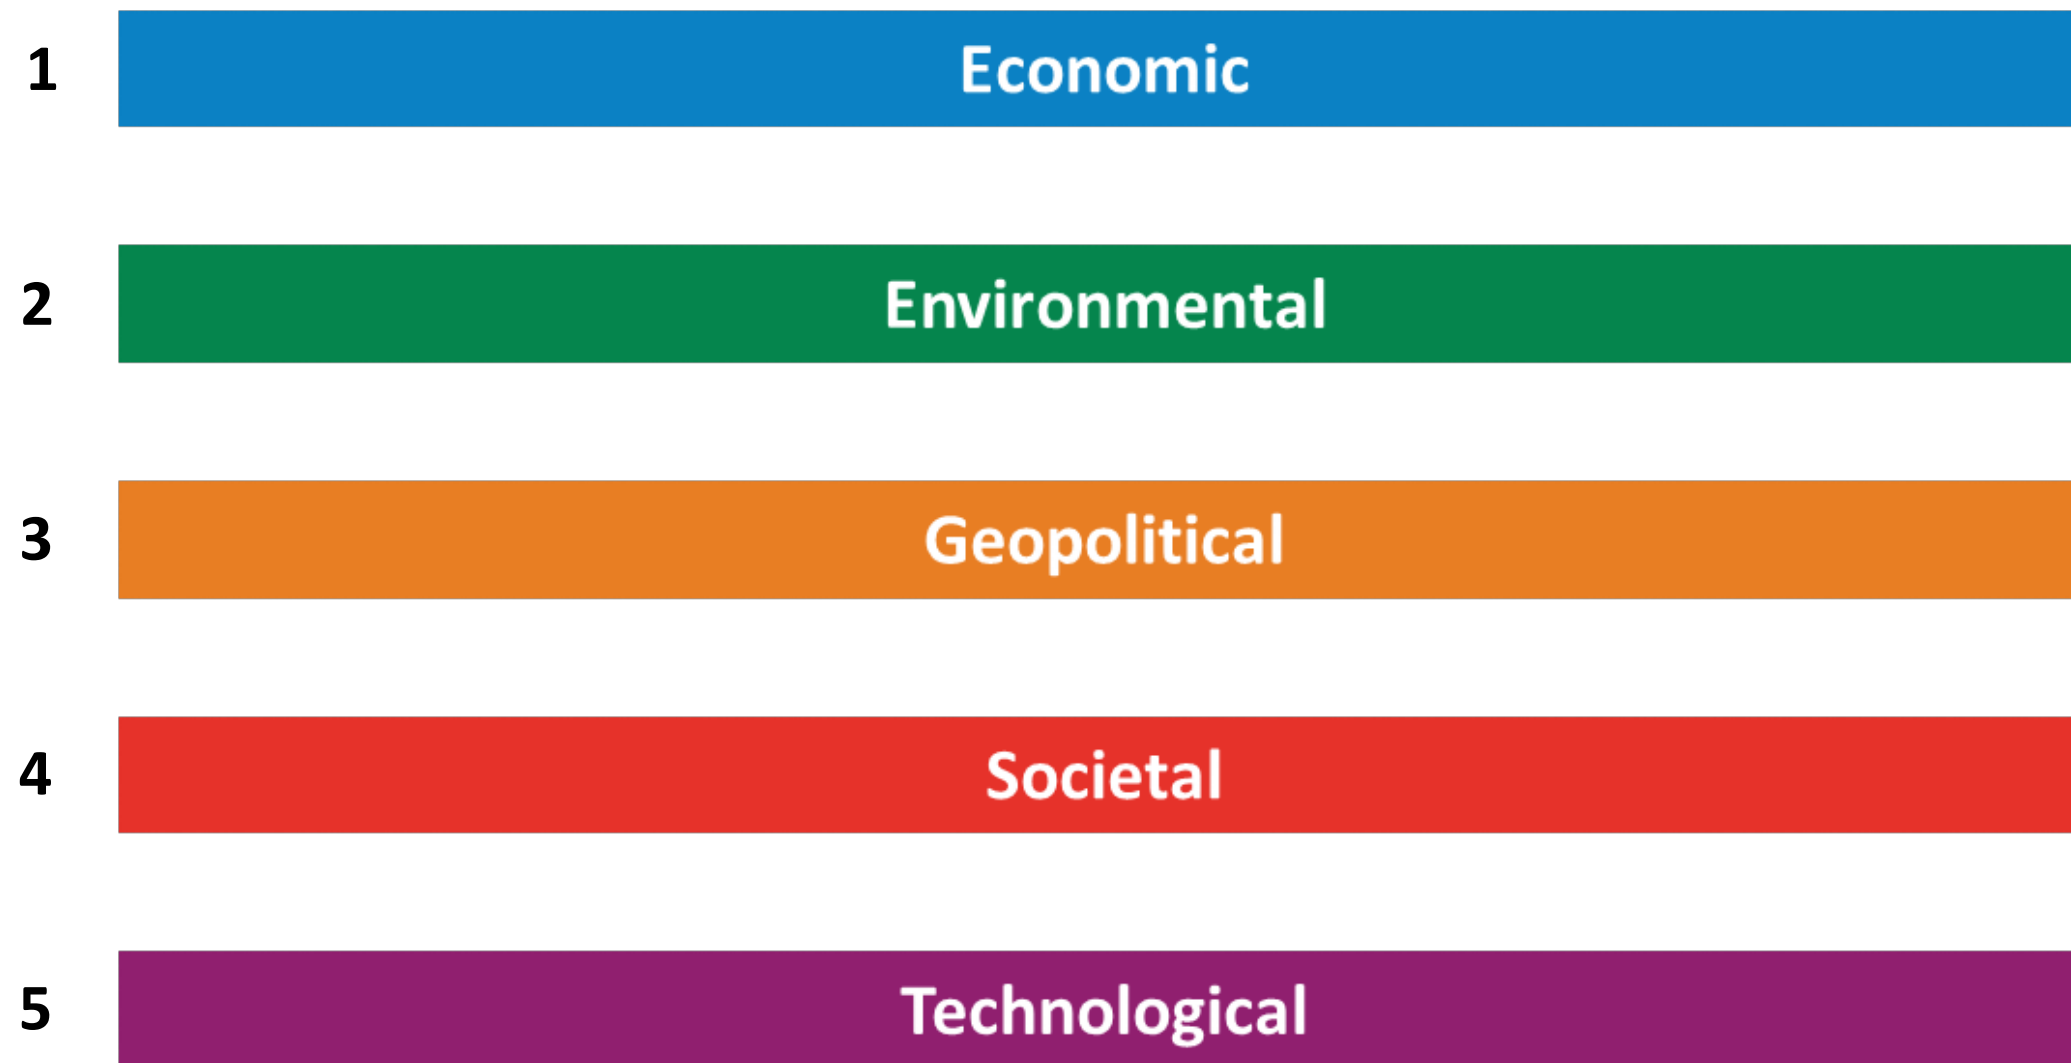 1 Economic
2 Environmental
3 Geopolitical
4 Societal
5 Technological